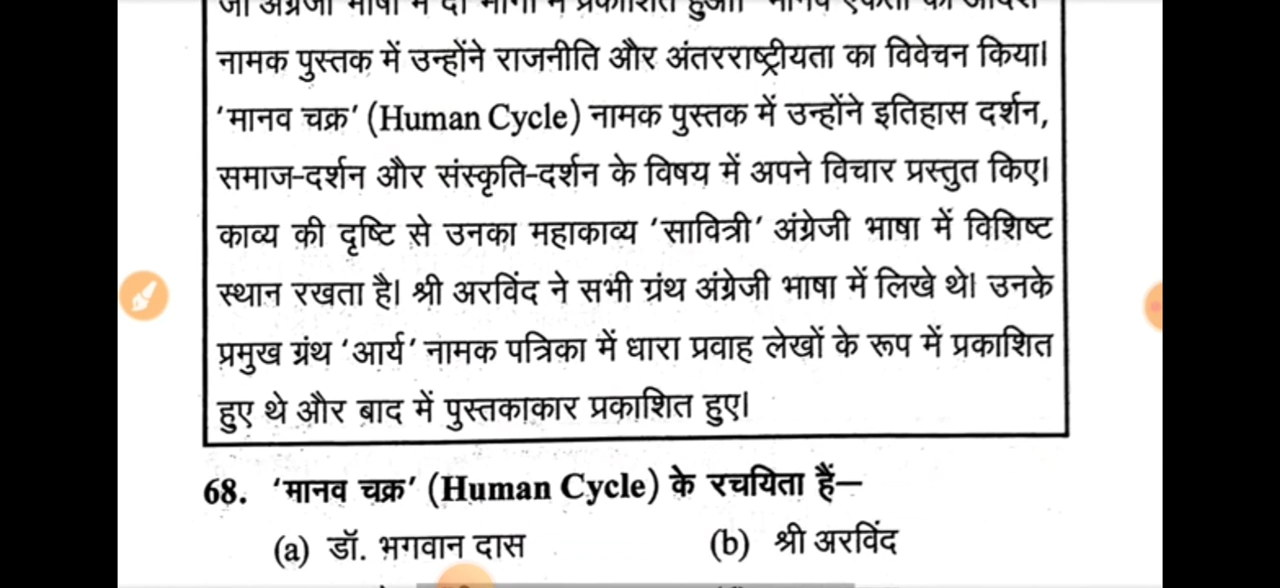 नामक पुस्तक में उन्होंने राजनीति और अंतरराष्ट्रीयता का विवेचन किया।
‘मानव चक्र’ (Human Cycle) नामक पुस्तक में उन्होंने इतिहास दर्शन,
समाज-दर्शन और संस्कृति-दर्शन के विषय में अपने विचार प्रस्तुत किए।
काव्य की दृष्टि से उनका महाकाव्य ‘सावित्री’ अंग्रेजी भाषा में विशिष्ट
स्थान रखता है। श्री अरविंद ने सभी ग्रंथ अंग्रेजी भाषा में लिखे थे। उनके
प्रमुख ग्रंथ ‘आर्य’ नामक पत्रिका में धारा प्रवाह लेखों के रूप में प्रकाशित
हुए थे और बाद में पुस्तकाकार प्रकाशित हुए।
68. ‘मानव चक्र’ (Human Cycle) के रचयिता हैं—
(a) डॉ. भगवान दास (b) श्री अरविंद